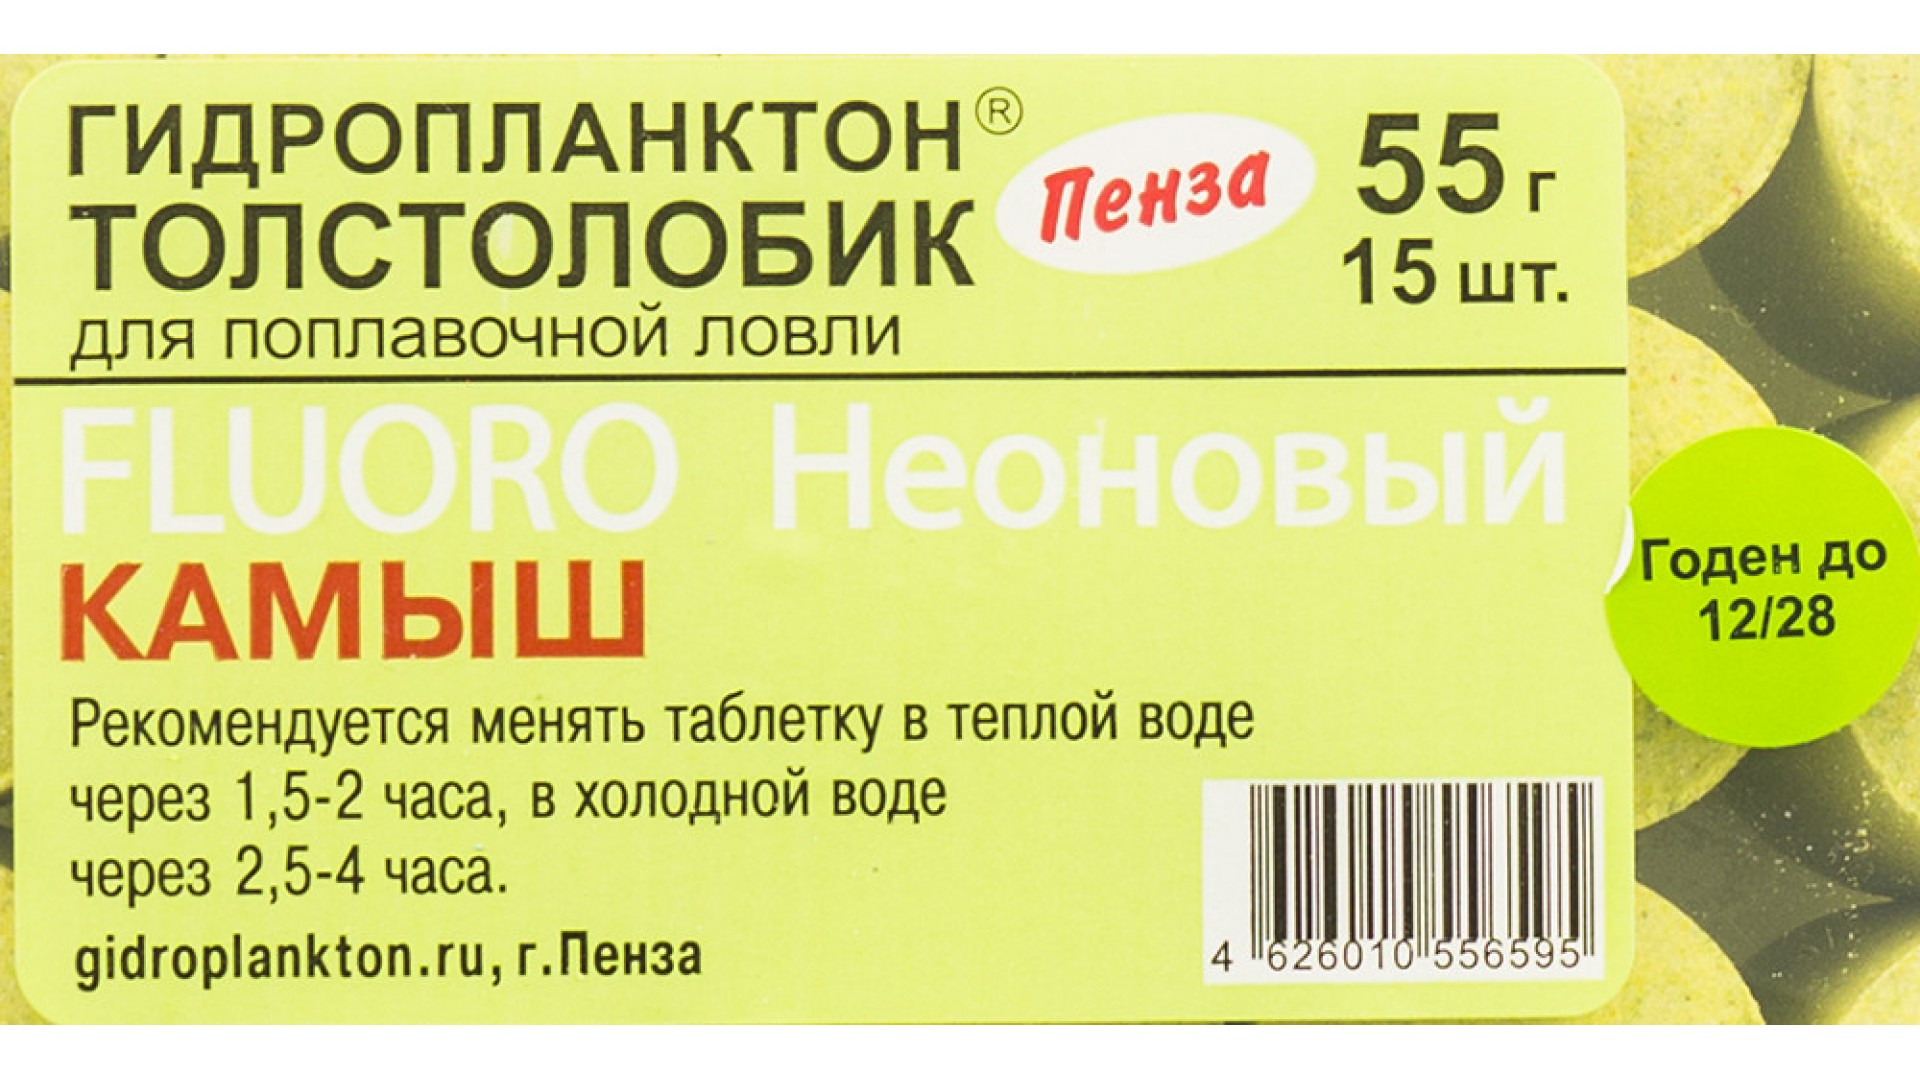 ГИДРОПЛАНКТОН®
ТОЛСТОЛОБИК
для поплавочной ловли
Пенза
55 г
15 шт.
FLUORO Неоновый
КАМЫШ
Годен до
12/28
Рекомендуется менять таблетку в теплой воде
через 1,5-2 часа, в холодной воде
через 2,5-4 часа.
gidroplankton.ru, г.Пенза
4 626010 556595